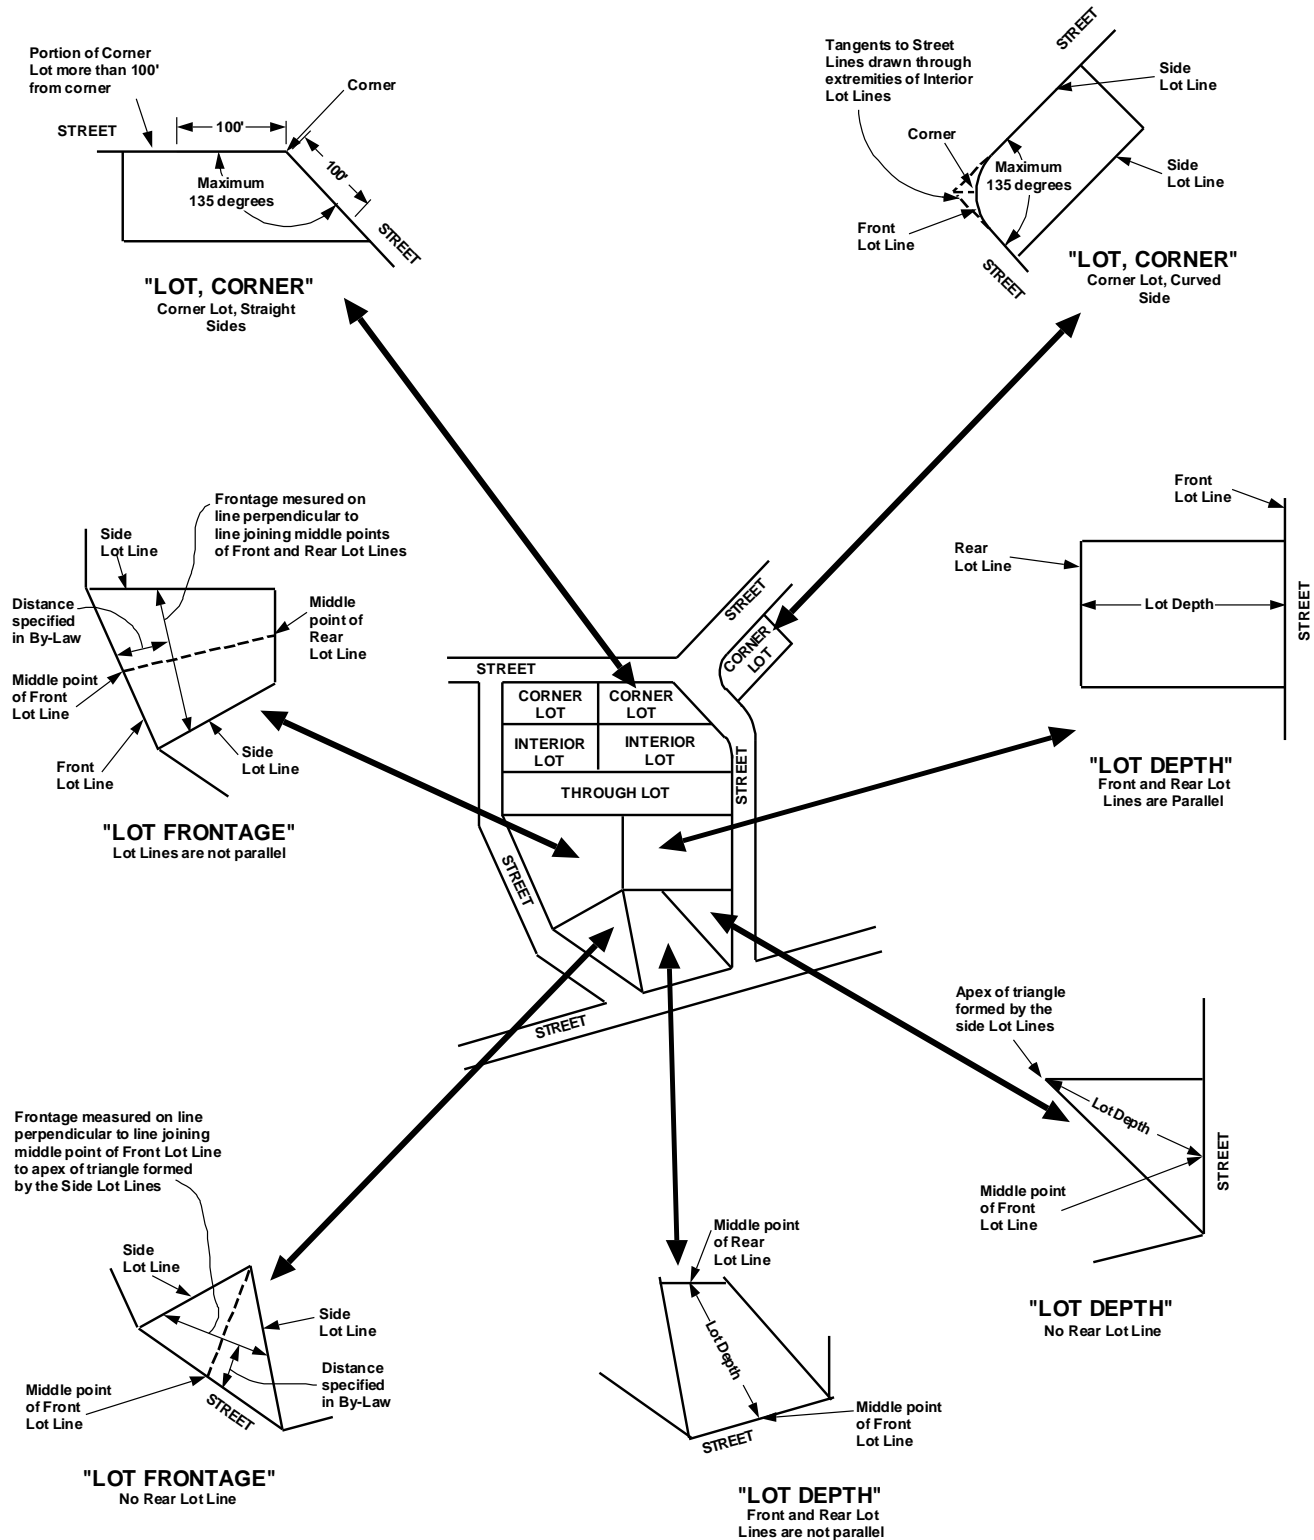 Portion of Corner
Lot more than 100'
from corner
Corner
STREET
100'
100'
Maximum
135 degrees
STREET
"LOT, CORNER"
Corner Lot, Straight
Sides
STREET
Tangents to Street
Lines drawn through
extremities of Interior
Lot Lines
Side
Lot Line
Corner
Maximum
135 degrees
Side
Lot Line
Front
Lot Line
STREET
"LOT, CORNER"
Corner Lot, Curved
Side
Frontage mesured on
line perpendicular to
line joining middle points
of Front and Rear Lot Lines
Side
Lot Line
Distance
specified
in By-Law
Middle
point of
Rear
Lot Line
Middle point
of Front
Lot Line
Front
Lot Line
Side
Lot Line
"LOT FRONTAGE"
Lot Lines are not parallel
Front
Lot Line
Rear
Lot Line
Lot Depth
STREET
"LOT DEPTH"
Front and Rear Lot
Lines are Parallel
STREET
STREET
CORNER
LOT
CORNER
LOT
CORNER
LOT
INTERIOR
LOT
INTERIOR
LOT
STREET
THROUGH LOT
STREET
STREET
Apex of triangle
formed by the
side Lot Lines
Lot Depth
STREET
Middle point
of Front
Lot Line
"LOT DEPTH"
No Rear Lot Line
Frontage measured on line
perpendicular to line joining
middle point of Front Lot Line
to apex of triangle formed
by the Side Lot Lines
Side
Lot Line
Side
Lot Line
Distance
specified
in By-Law
Middle point
of Front
Lot Line
STREET
"LOT FRONTAGE"
No Rear Lot Line
Middle point
of Rear
Lot Line
Lot Depth
Middle point
of Front
Lot Line
STREET
"LOT DEPTH"
Front and Rear Lot
Lines are not parallel